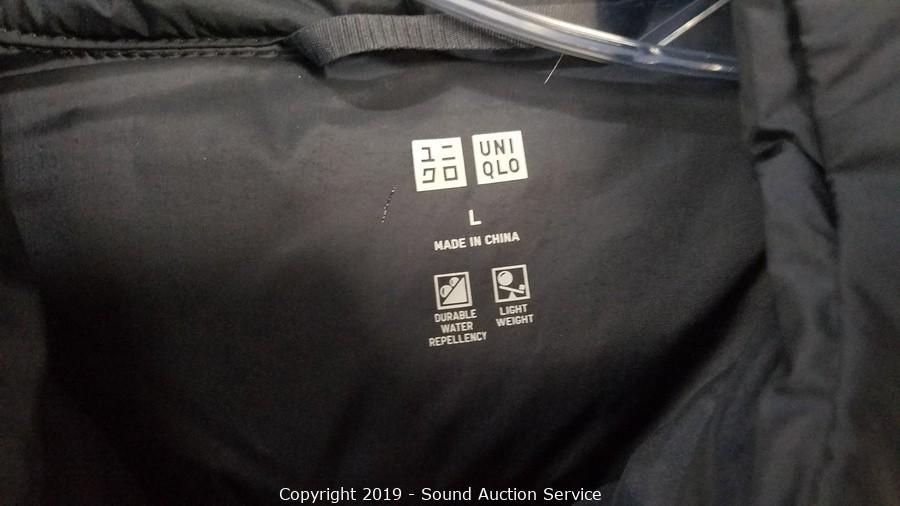 ユニ
クロ
UNI
QLO
L
MADE IN CHINA
DURABLE
WATER
REPELLENCY
LIGHT
WEIGHT
Copyright 2019 - Sound Auction Service